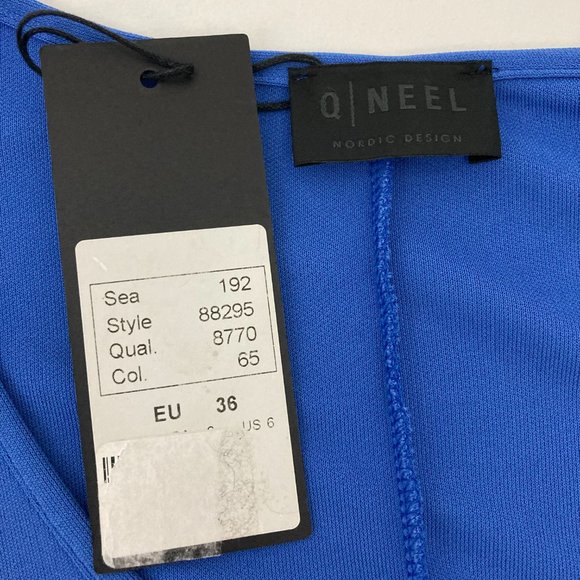 Q|NEEL
NORDIC DESIGN
Sea 192
Style 88295
Qual. 8770
Col. 65
EU 36
US 6